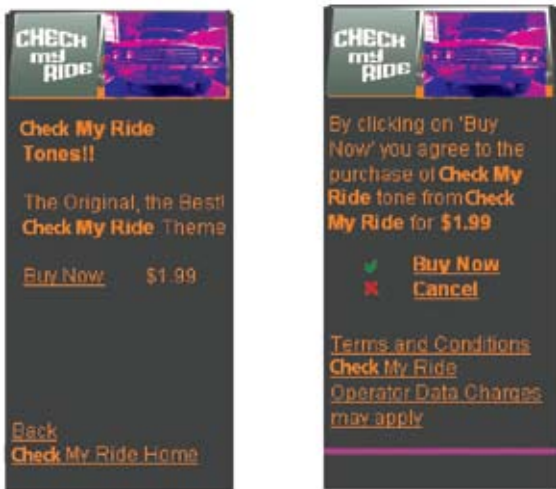 CHECK
my
RIDE
Check My Ride
Tones!!
The Original, the Best!
Check My Ride Theme
Buy Now $1.99
Back
Check My Ride Home
CHECK
my
RIDE
By clicking on 'Buy
Now' you agree to the
purchase of Check My
Ride tone from Check
My Ride for $1.99
Buy Now
Cancel
Terms and Conditions
Check My Ride
Operator Data Charges
may apply